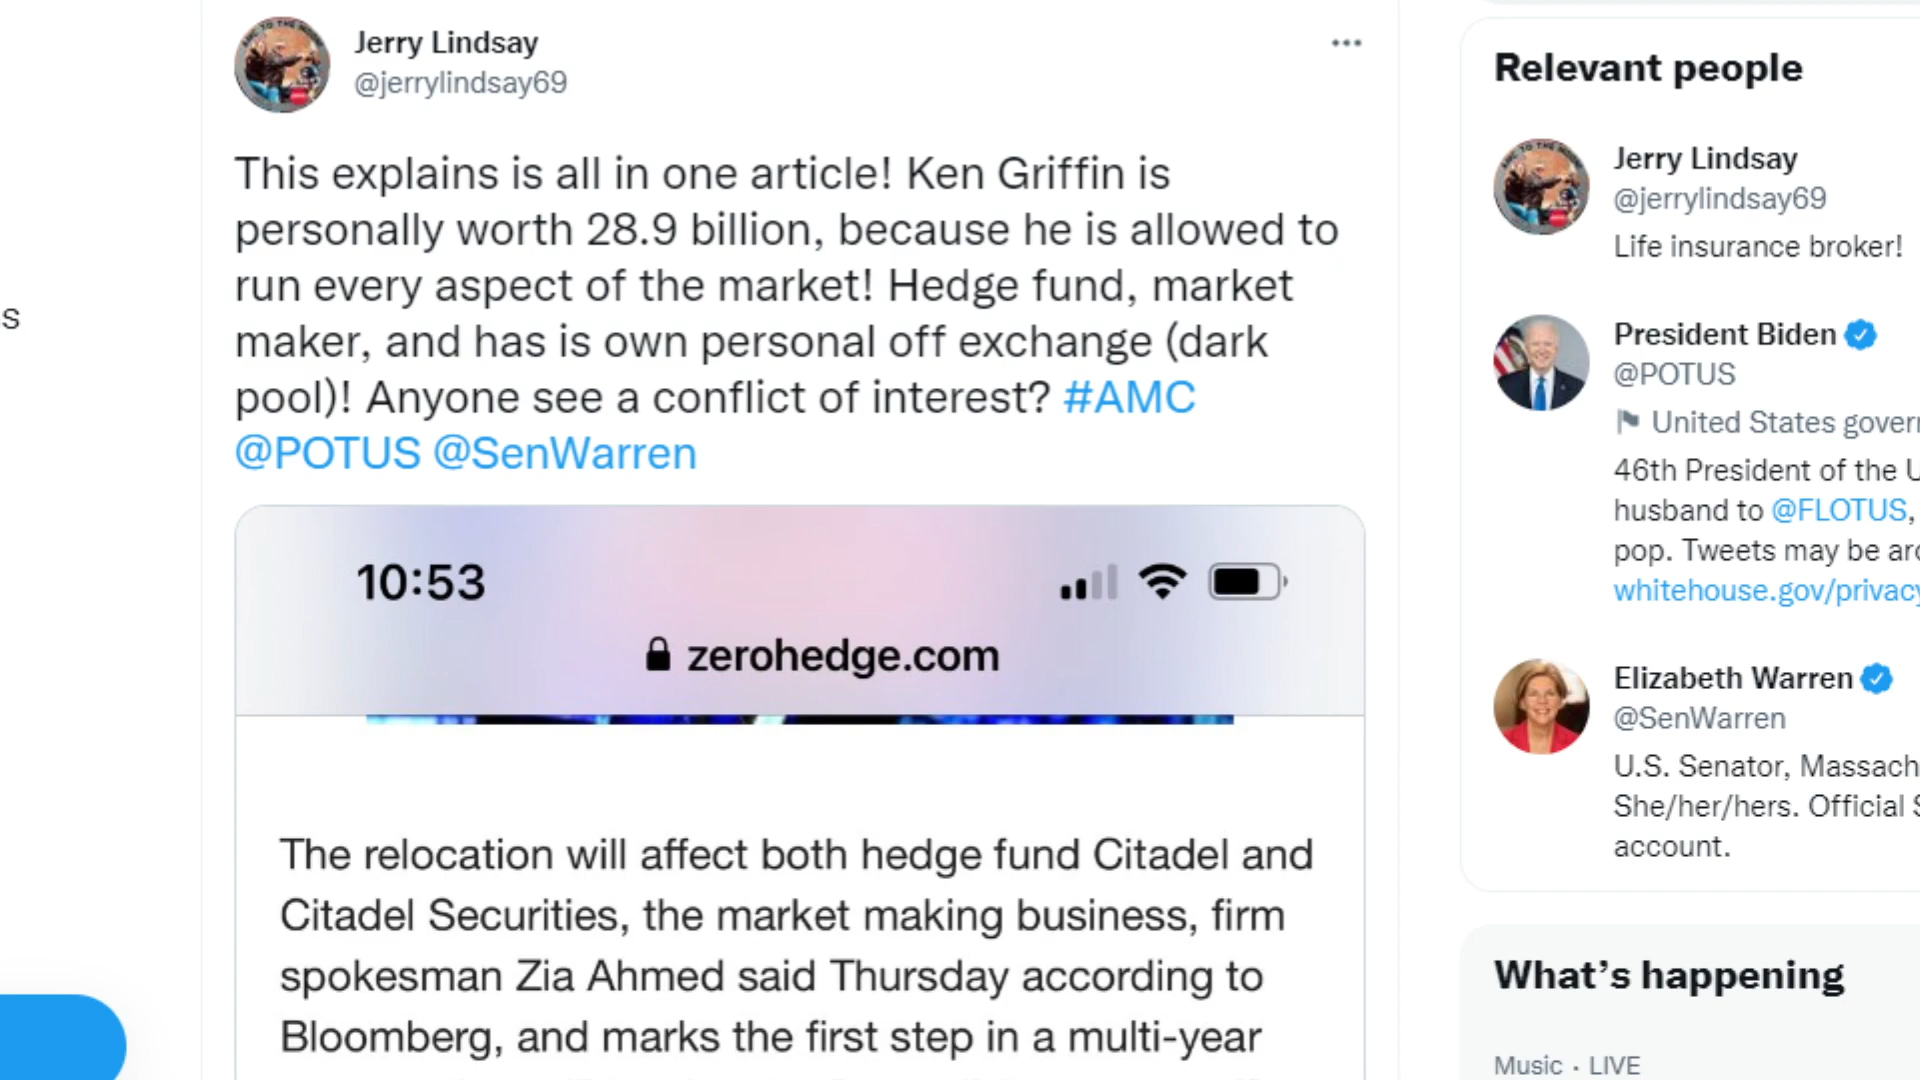 Jerry Lindsay
@jerrylindsay69
This explains is all in one article! Ken Griffin is
personally worth 28.9 billion, because he is allowed to
run every aspect of the market! Hedge fund, market
maker, and has is own personal off exchange (dark
pool)! Anyone see a conflict of interest? #AMC
@POTUS @SenWarren
10:53
zerohedge.com
The relocation will affect both hedge fund Citadel and
Citadel Securities, the market making business, firm
spokesman Zia Ahmed said Thursday according to
Bloomberg, and marks the first step in a multi-year
s
Relevant people
Jerry Lindsay
@jerrylindsay69
Life insurance broker!
President Biden
@POTUS
United States gover
46th President of the U
husband to @FLOTUS,
pop. Tweets may be arc
whitehouse.gov/privacy
Elizabeth Warren
@SenWarren
U.S. Senator, Massach
She/her/hers. Official S
account.
What's happening
Music · LIVE